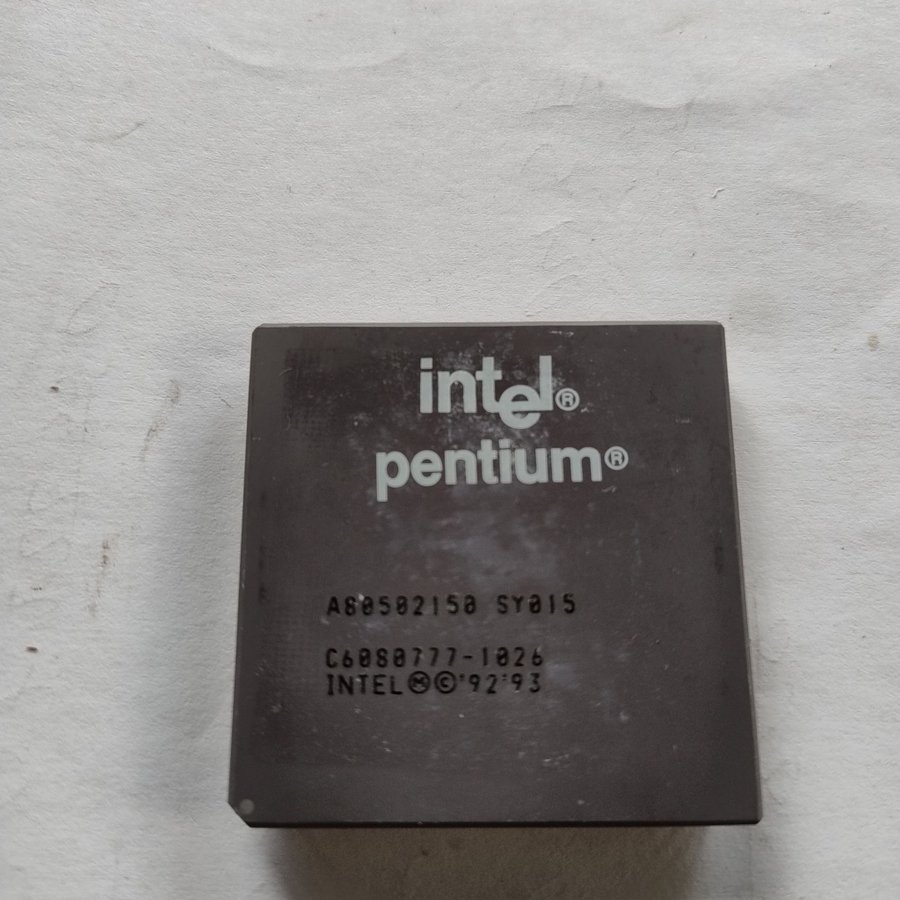 intel®
pentium®
A80502150 SY015
C6080777-1026
INTEL Ⓜ © '92 '93